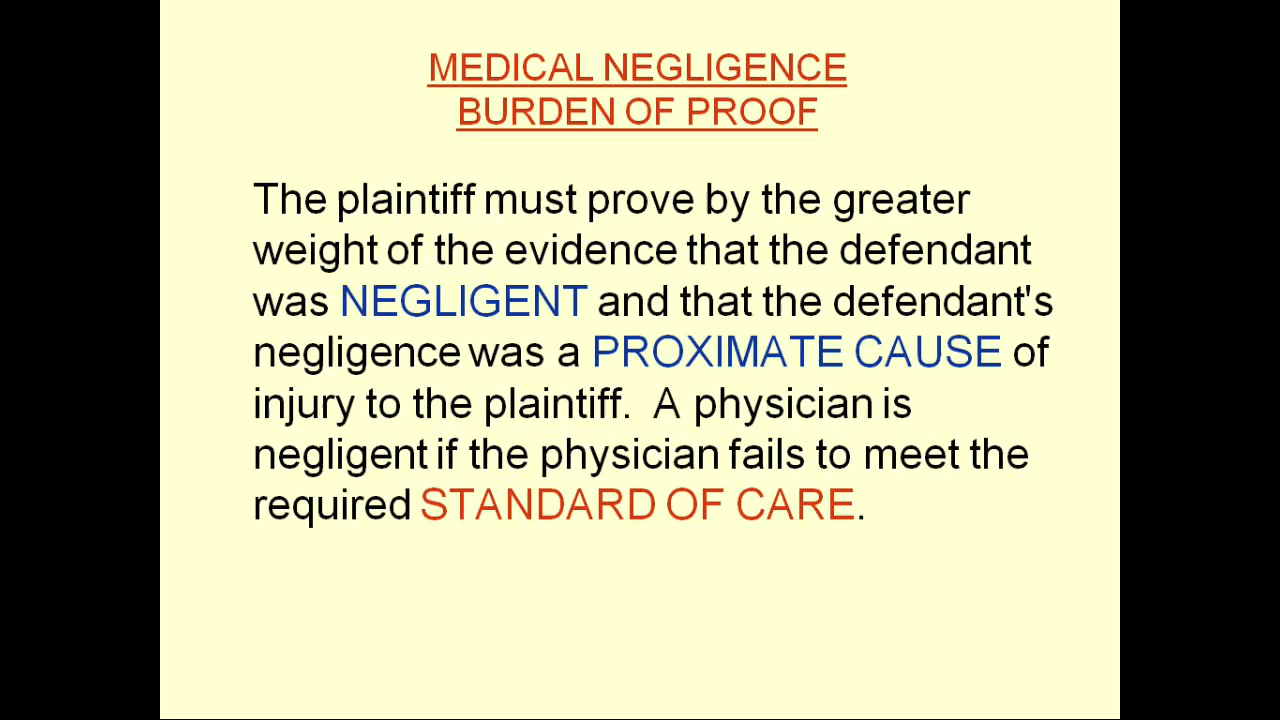 MEDICAL NEGLIGENCE
BURDEN OF PROOF
The plaintiff must prove by the greater
weight of the evidence that the defendant
was NEGLIGENT and that the defendant's
negligence was a PROXIMATE CAUSE of
injury to the plaintiff.  A physician is
negligent if the physician fails to meet the
required STANDARD OF CARE.